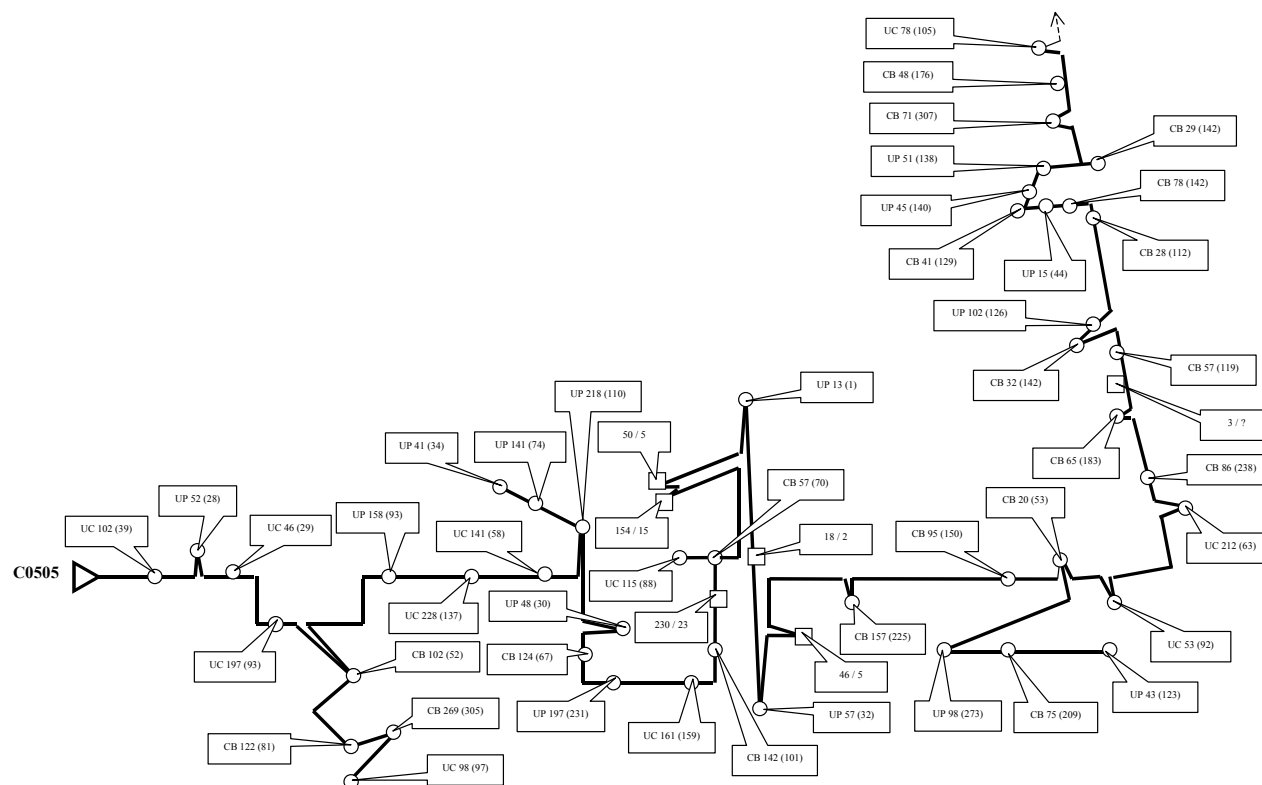 UC 78 (105)
CB 48 (176)
CB 71 (307)
CB 29 (142)
UP 51 (138)
CB 78 (142)
UP 45 (140)
CB 41 (129)
UP 15 (44)
CB 28 (112)
UP 102 (126)
CB 32 (142)
CB 57 (119)
3 / ?
UP 13 (1)
UP 218 (110)
50 / 5
UP 41 (34)
UP 141 (74)
CB 65 (183)
CB 86 (238)
CB 57 (70)
CB 20 (53)
UP 52 (28)
UP 158 (93)
154 / 15
UC 102 (39)
UC 46 (29)
UC 141 (58)
18 / 2
CB 95 (150)
UC 212 (63)
C0505
UC 115 (88)
UC 228 (137)
UP 48 (30)
230 / 23
CB 157 (225)
UC 53 (92)
UC 197 (93)
CB 102 (52)
CB 124 (67)
46 / 5
UP 197 (231)
UC 161 (159)
UP 57 (32)
UP 98 (273)
CB 75 (209)
UP 43 (123)
CB 269 (305)
CB 122 (81)
CB 142 (101)
UC 98 (97)